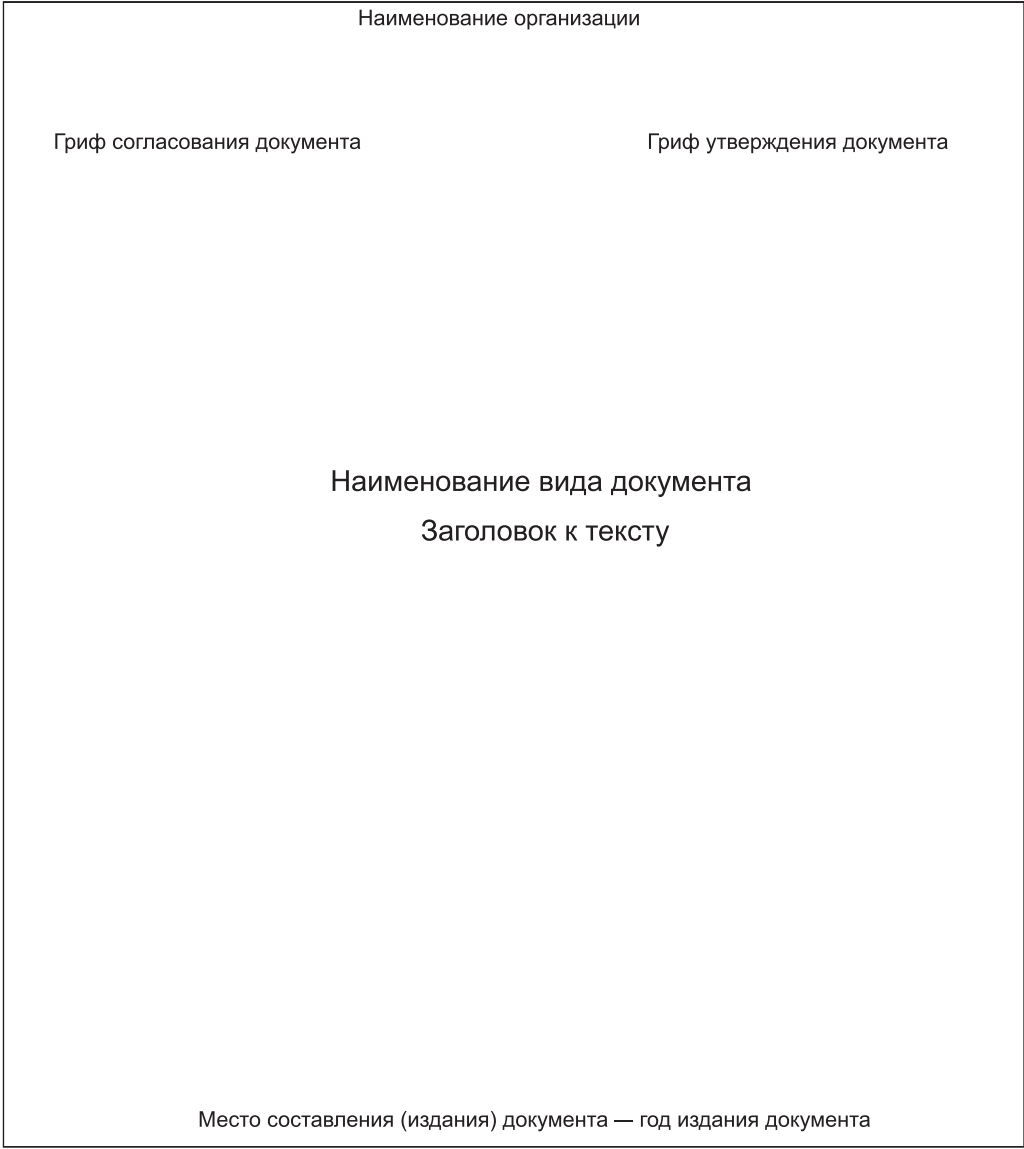 Наименование организации
Гриф согласования документа
Гриф утверждения документа
Наименование вида документа
Заголовок к тексту
Место составления (издания) документа — год издания документа